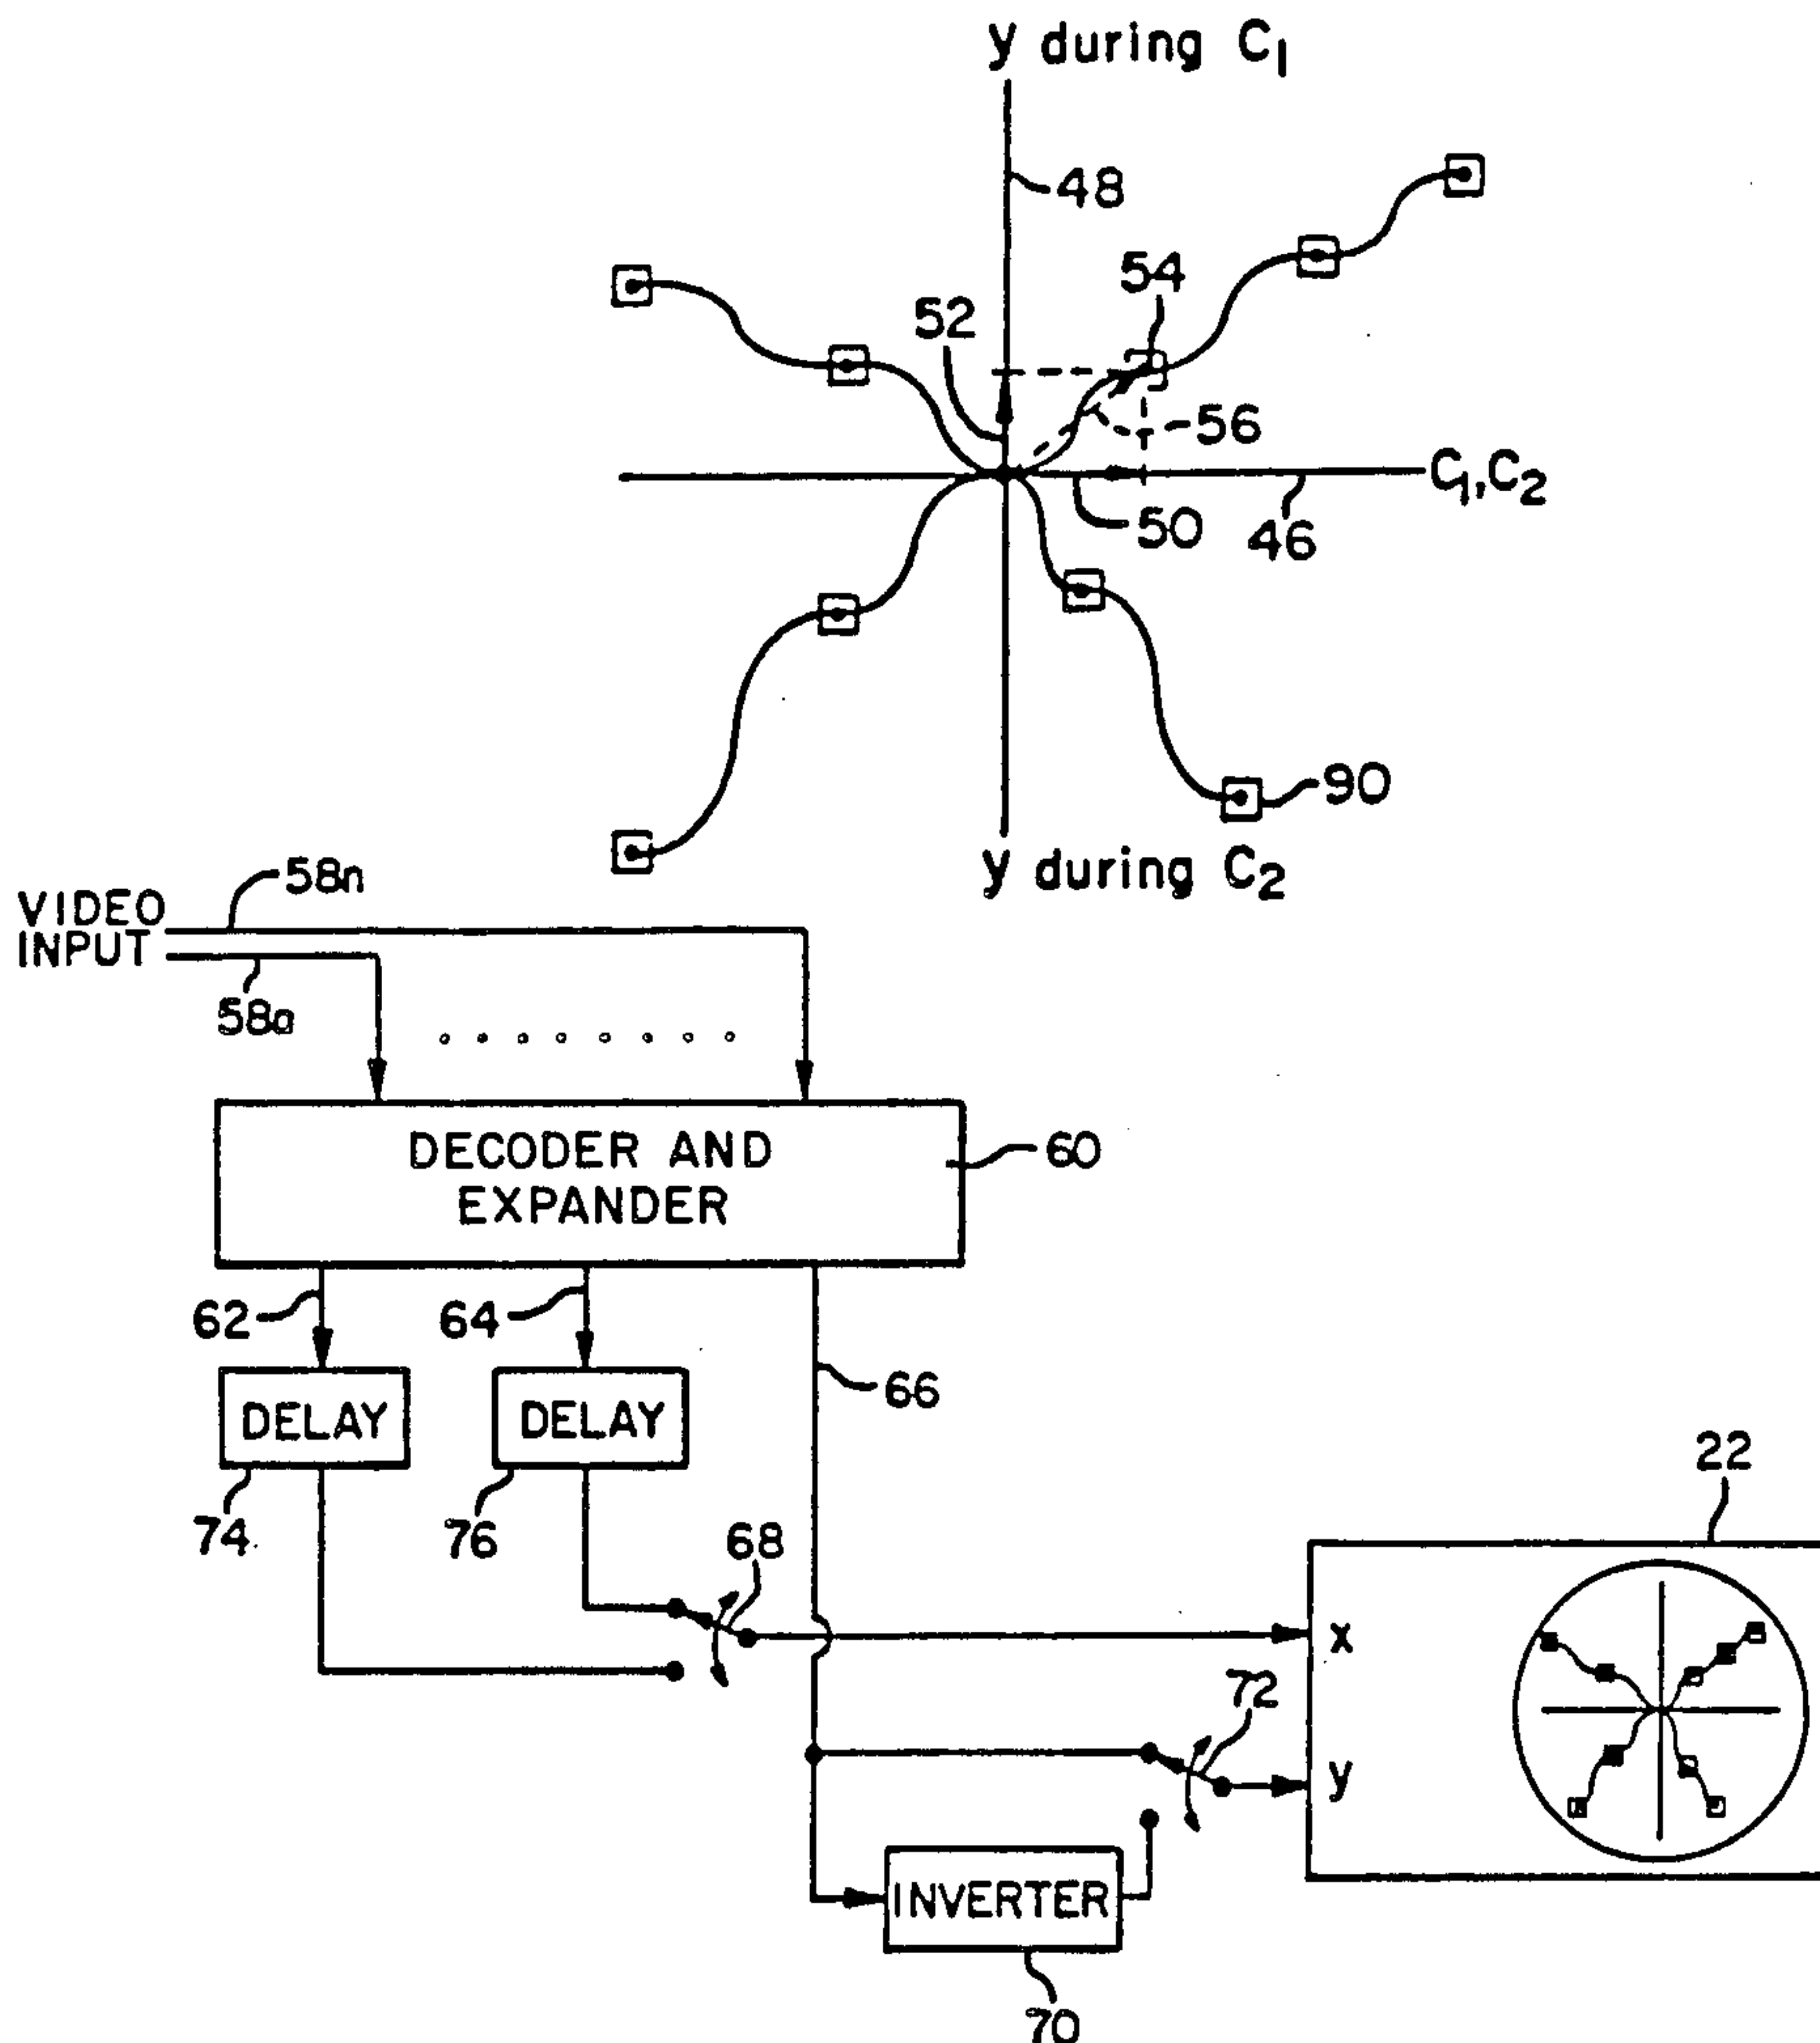 y during C1
48
54
52
56
C1,C2
50
46
90
y during C2
58n
VIDEO
INPUT
58a
DECODER AND
EXPANDER
60
62
64
66
DELAY
DELAY
22
74
76
68
x
72
y
INVERTER
70